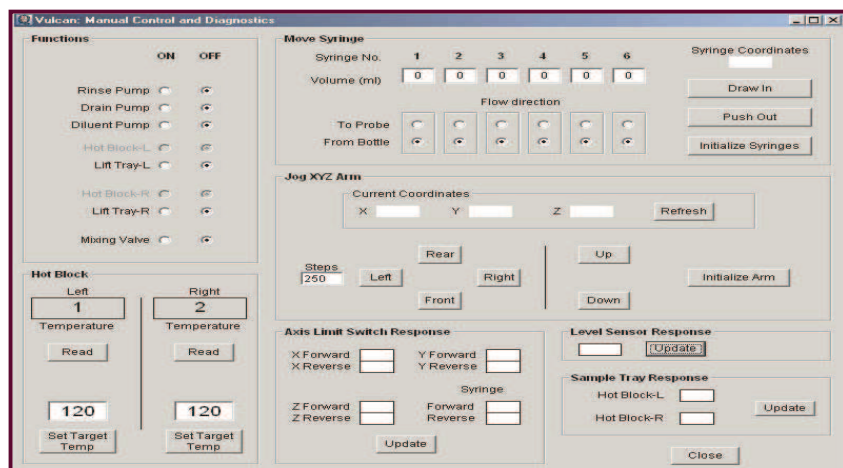 Vulcan: Manual Control and Diagnostics
Functions
ON OFF
Rinse Pump
Drain Pump
Diluent Pump
Hot Block-L
Lift Tray-L
Hot Block-R
Lift Tray-R
Mixing Valve
Hot Block
Left Right
1 2
Temperature Temperature
Read Read
120 120
Set Target Temp Set Target Temp
Move Syringe
Syringe No. 1 2 3 4 5 6
Volume (ml) 0 0 0 0 0 0
Flow direction
To Probe
From Bottle
Syringe Coordinates
Draw In
Push Out
Initialize Syringes
Jog XYZ Arm
Current Coordinates
X Y Z Refresh
Steps
250
Rear
Left Right
Front
Up
Down
Initialize Arm
Axis Limit Switch Response
X Forward Y Forward
X Reverse Y Reverse
Syringe
Z Forward Forward
Z Reverse Reverse
Update
Level Sensor Response
Update
Sample Tray Response
Hot Block-L
Hot Block-R
Update
Close